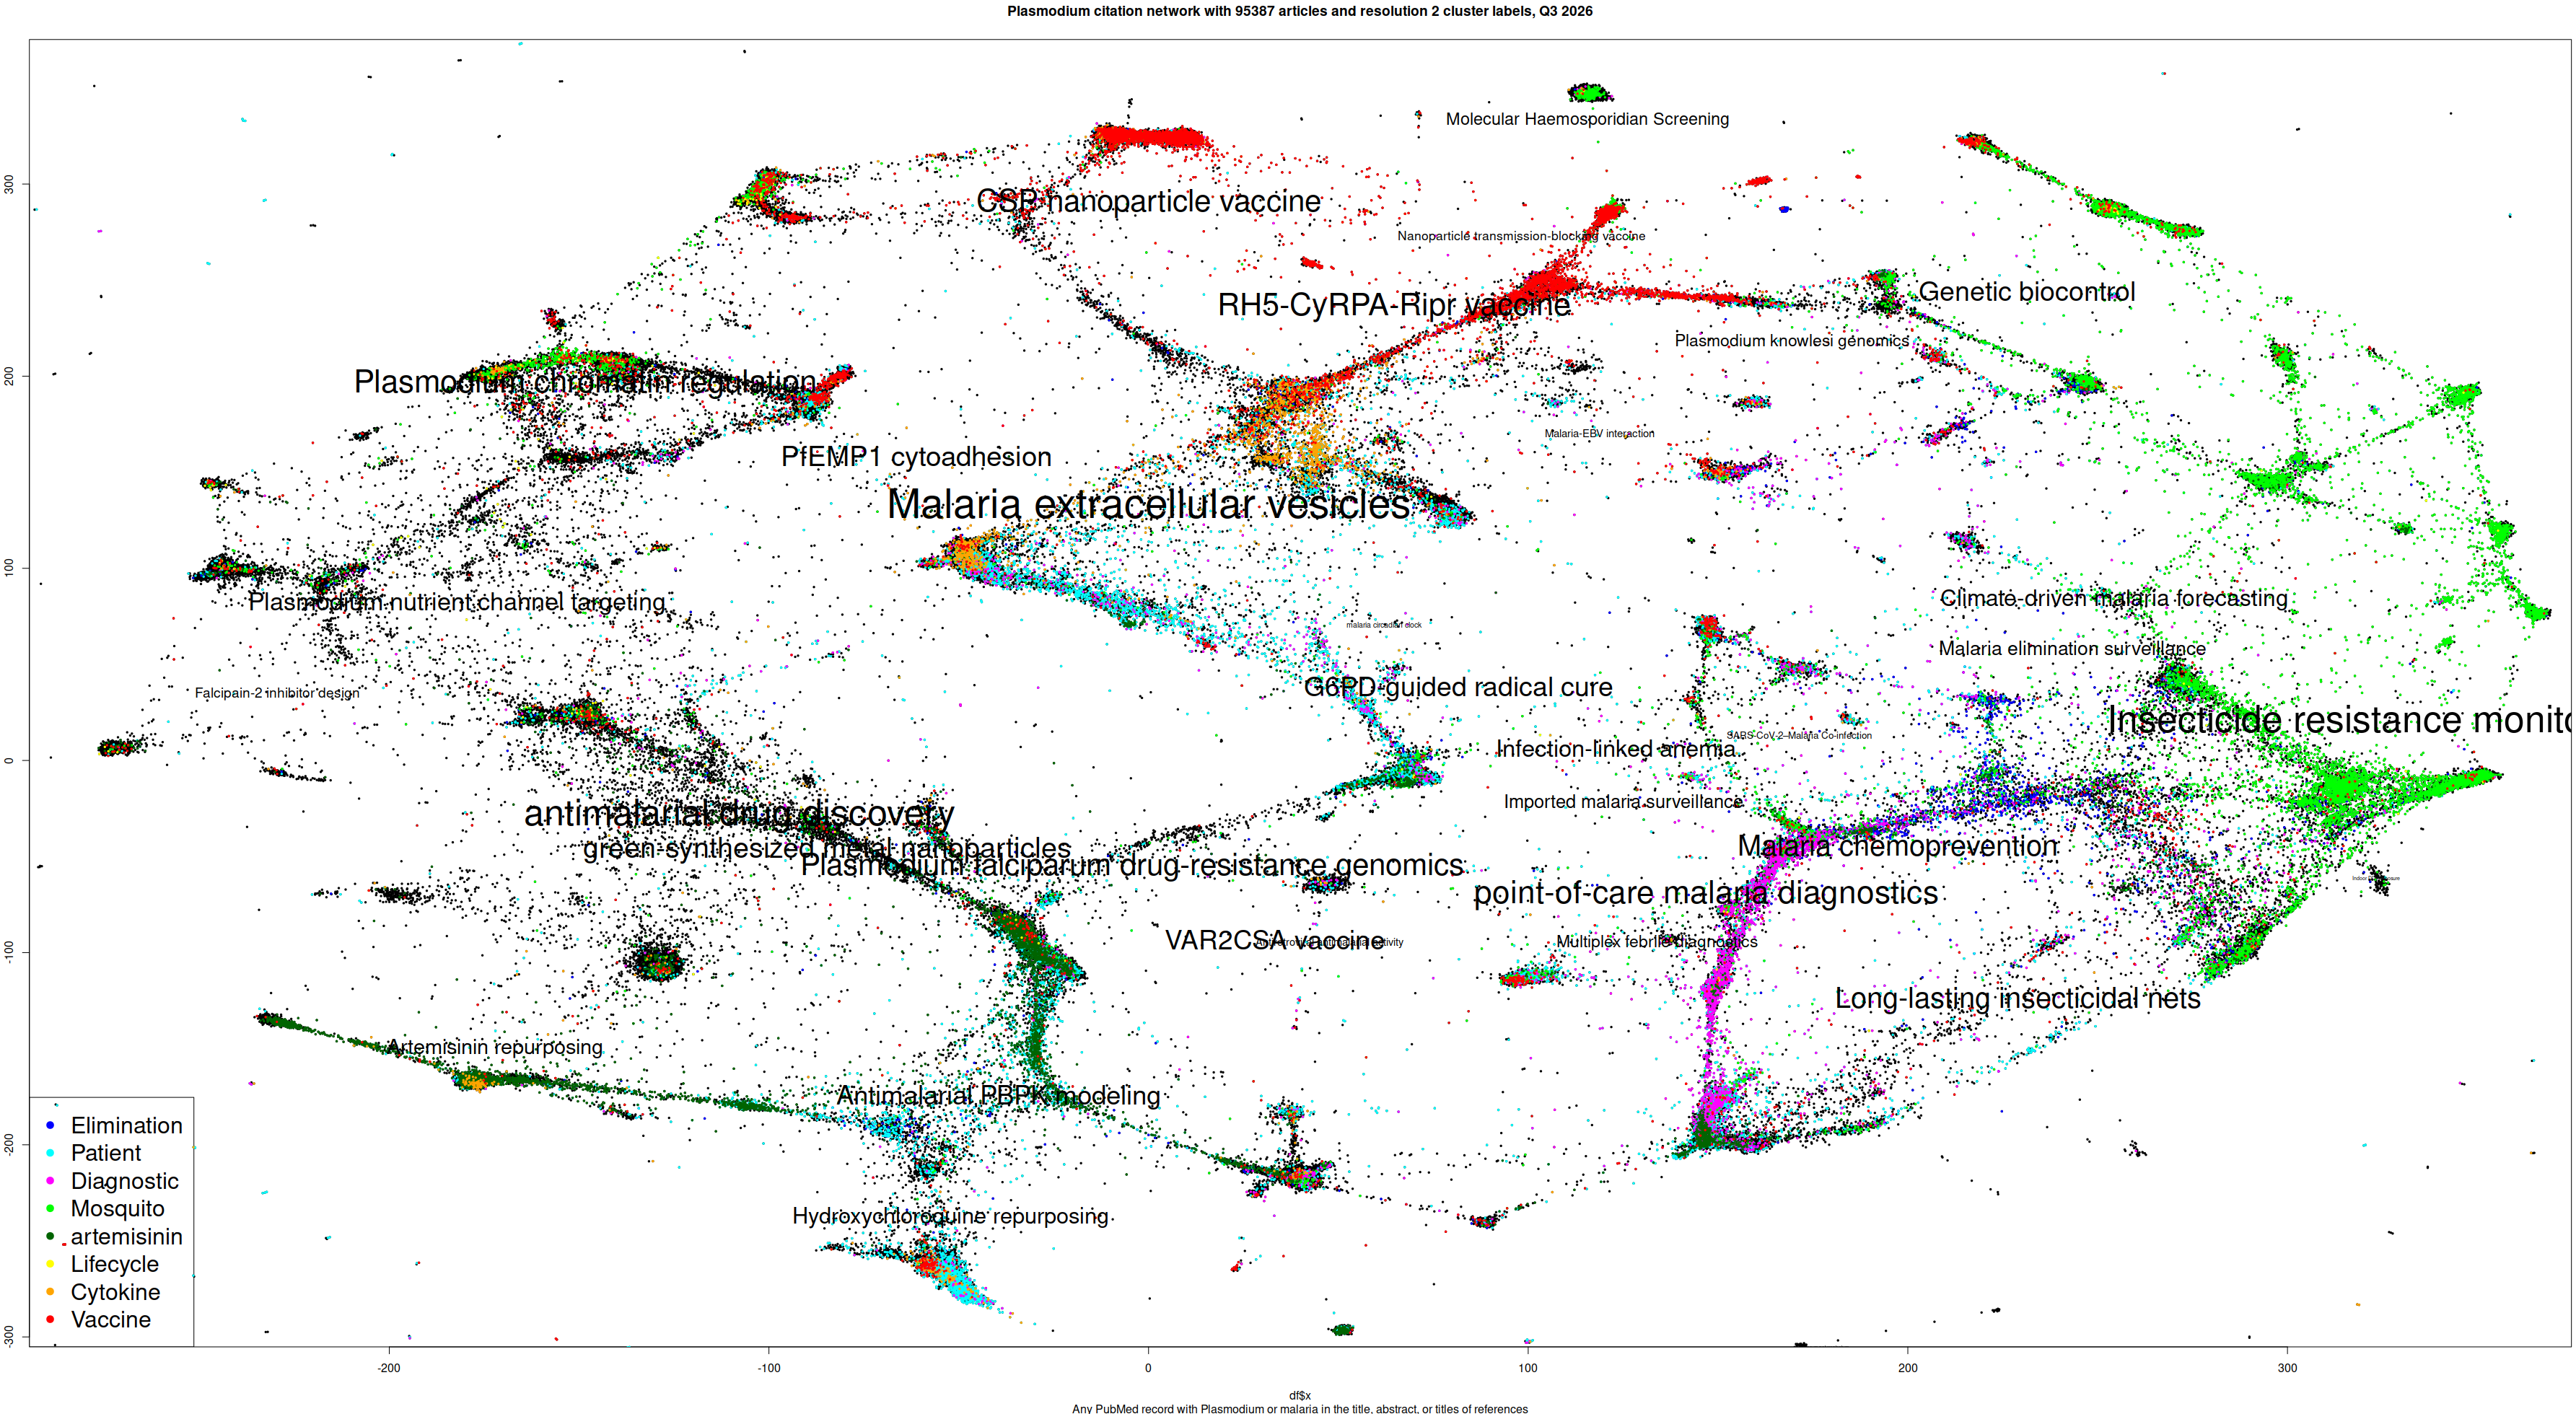 Plasmodium citation network with 95387 articles and resolution 2 cluster labels, Q3 2026
Molecular Haemosporidian Screening
CSP nanoparticle vaccine
Nanoparticle transmission-blocking vaccine
RH5-CyRPA-Ripr vaccine
Genetic biocontrol
Plasmodium knowlesi genomics
Plasmodium chromatin regulation
Malaria-EBV interaction
PfEMP1 cytoadhesion
Malaria extracellular vesicles
Plasmodium nutrient channel targeting
Climate-driven malaria forecasting
malaria circadian clock
Malaria elimination surveillance
Falcipain-2 inhibitor design
G6PD-guided radical cure
Insecticide resistance monito
SARS-CoV-2–Malaria Co-infection
Infection-linked anemia
Imported malaria surveillance
antimalarial drug discovery
green-synthesized metal nanoparticles
Malaria chemoprevention
Plasmodium falciparum drug-resistance genomics
point-of-care malaria diagnostics
VAR2CSA vaccine
Antiretroviral antimalarial activity
Multiplex febrile diagnostics
Long-lasting insecticidal nets
Artemisinin repurposing
Antimalarial PBPK modeling
Hydroxychloroquine repurposing
Elimination
Patient
Diagnostic
Mosquito
artemisinin
Lifecycle
Cytokine
Vaccine
300
200
100
0
-100
-200
-300
-200 -100 0 100 200 300
df$x
Any PubMed record with Plasmodium or malaria in the title, abstract, or titles of references